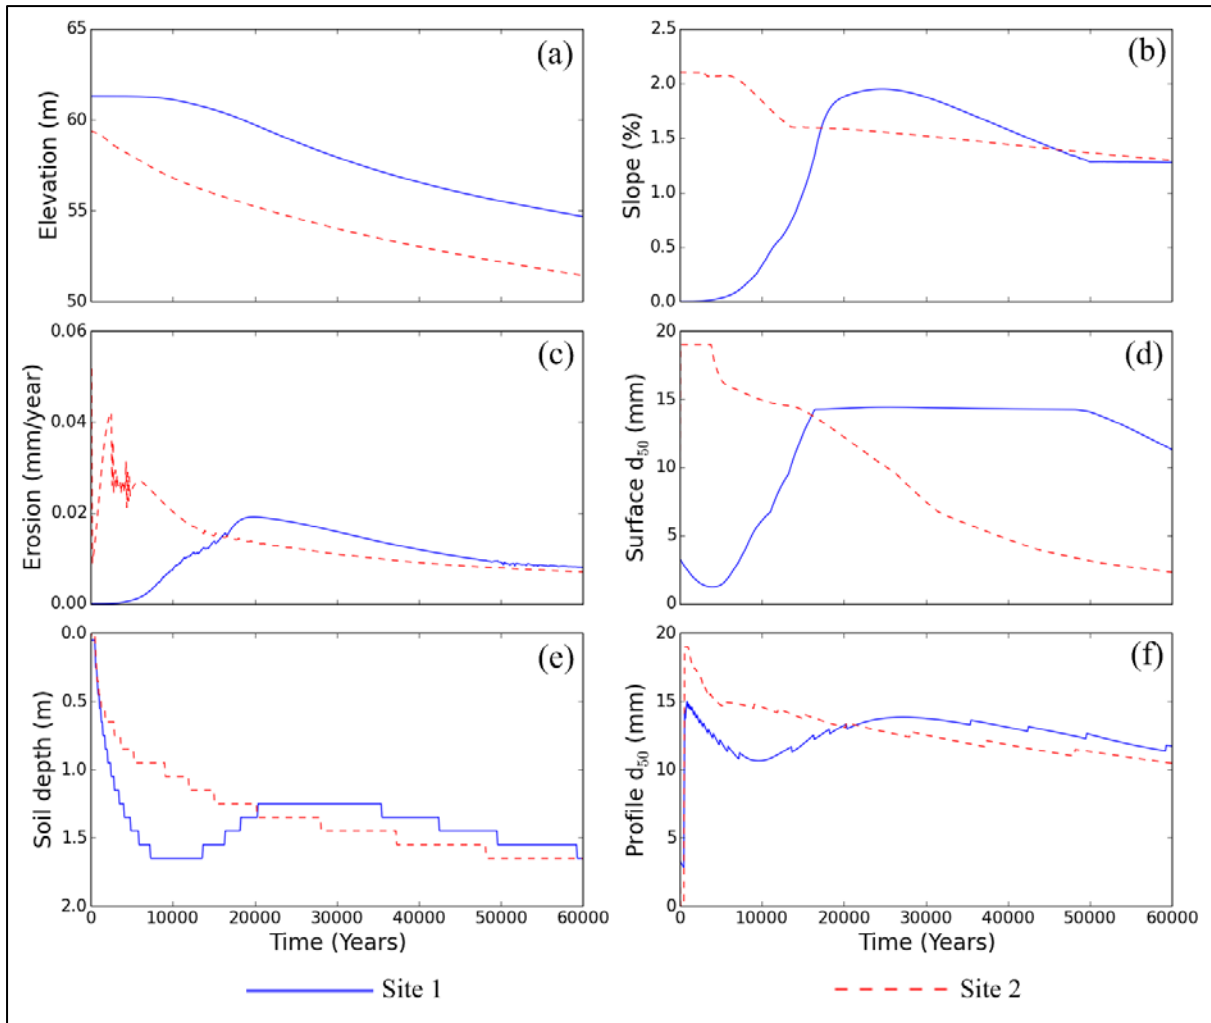 65
60
55
50
Elevation (m)
(a)
2.5
2.0
1.5
1.0
0.5
0.0
Slope (%)
(b)
0.06
0.04
0.02
0.00
Erosion (mm/year)
(c)
20
15
10
5
0
Surface d50 (mm)
(d)
0.0
0.5
1.0
1.5
2.0
Soil depth (m)
(e)
0 10000 20000 30000 40000 50000 60000
Time (Years)
20
15
10
5
0
Profile d50 (mm)
(f)
0 10000 20000 30000 40000 50000 60000
Time (Years)
Site 1
Site 2